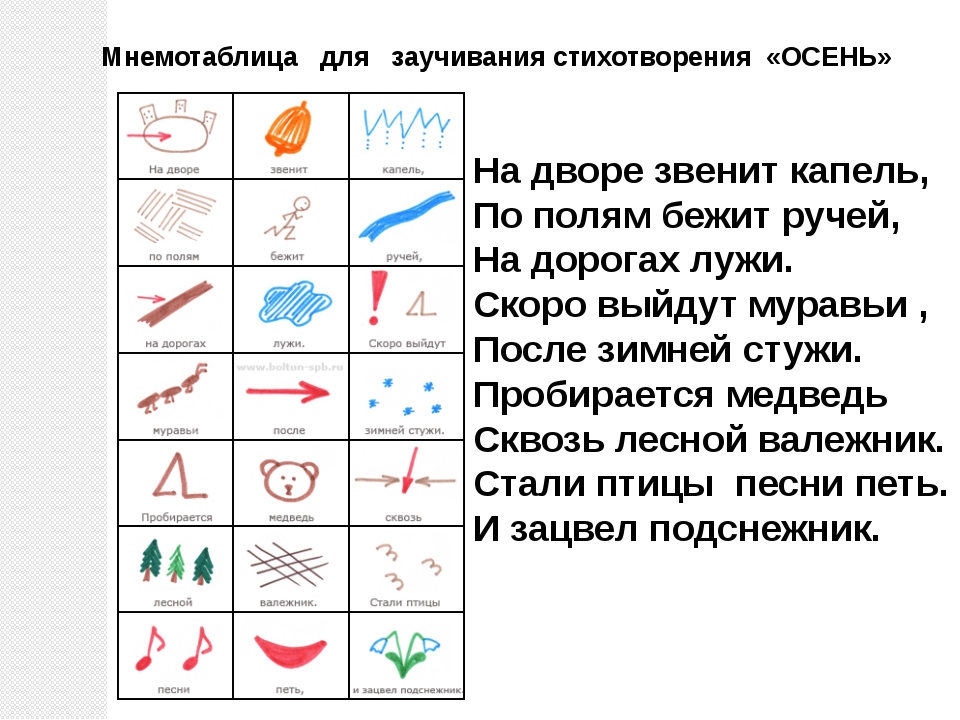 Мнемотаблица для заучивания стихотворения «ОСЕНЬ»
На дворе звенит капель,
по полям бежит ручей,
на дорогах лужи. Скоро выйдут
www.boltun-spb.ru
муравьи после зимней стужи.
Пробирается медведь сквозь
лесной валежник. Стали птицы
песни петь, и зацвел подснежник
На дворе звенит капель,
По полям бежит ручей,
На дорогах лужи.
Скоро выйдут муравьи ,
После зимней стужи.
Пробирается медведь
Сквозь лесной валежник.
Стали птицы песни петь.
И зацвел подснежник.